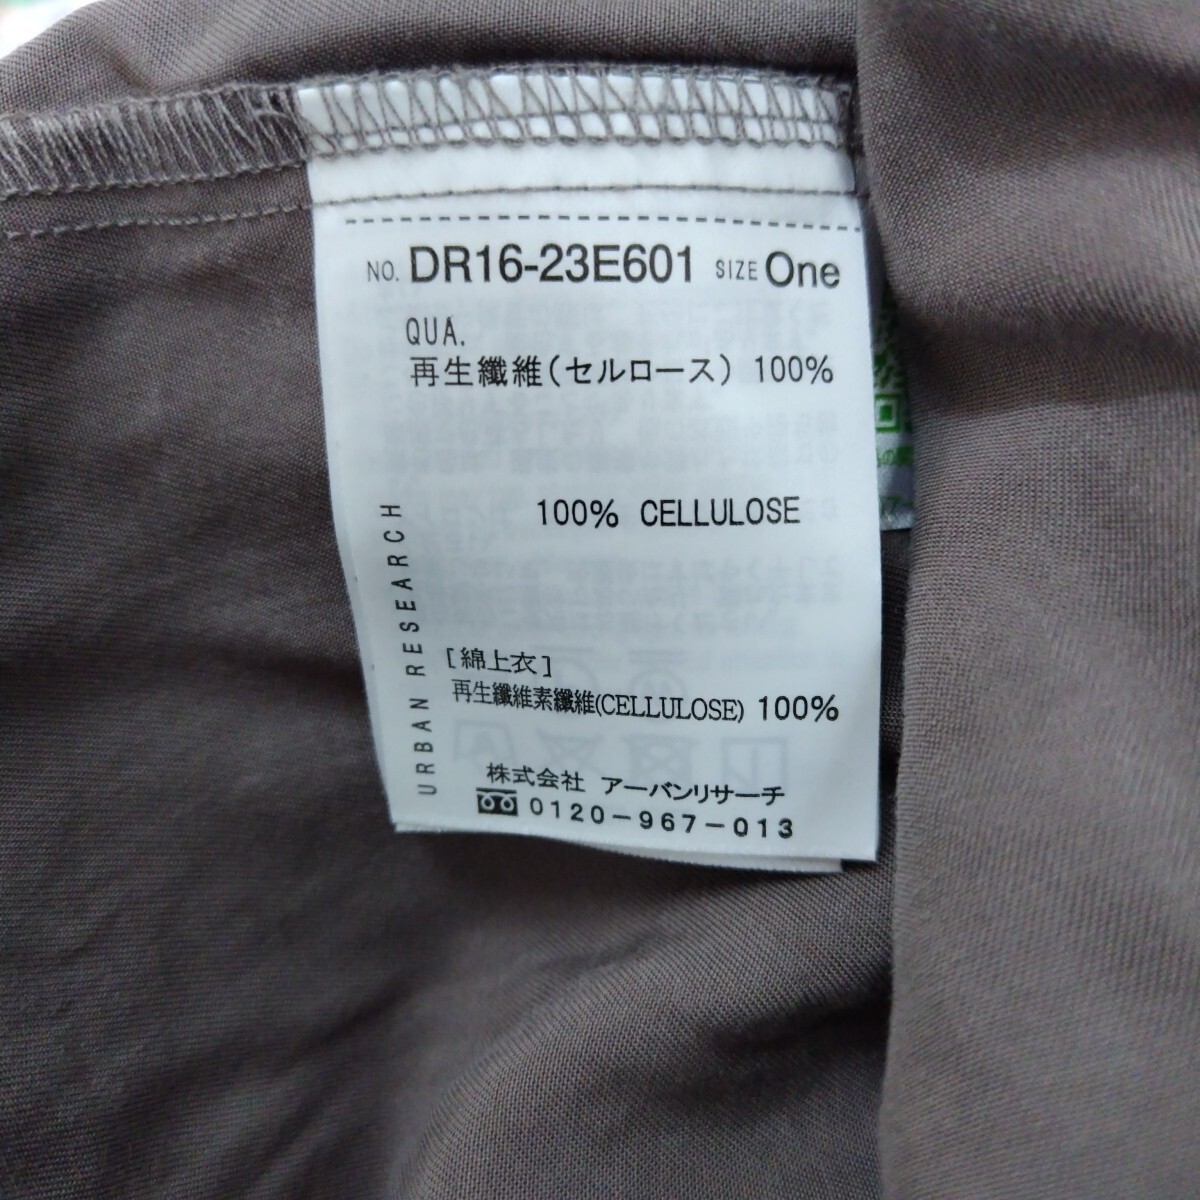 NO. DR16-23E601 SIZE One
QUA.
再生繊維(セルロース) 100%
100% CELLULOSE
URBAN RESEARCH
[綿上衣]
再生纖維素纖維(CELLULOSE) 100%
株式会社 アーバンリサーチ
0120-967-013